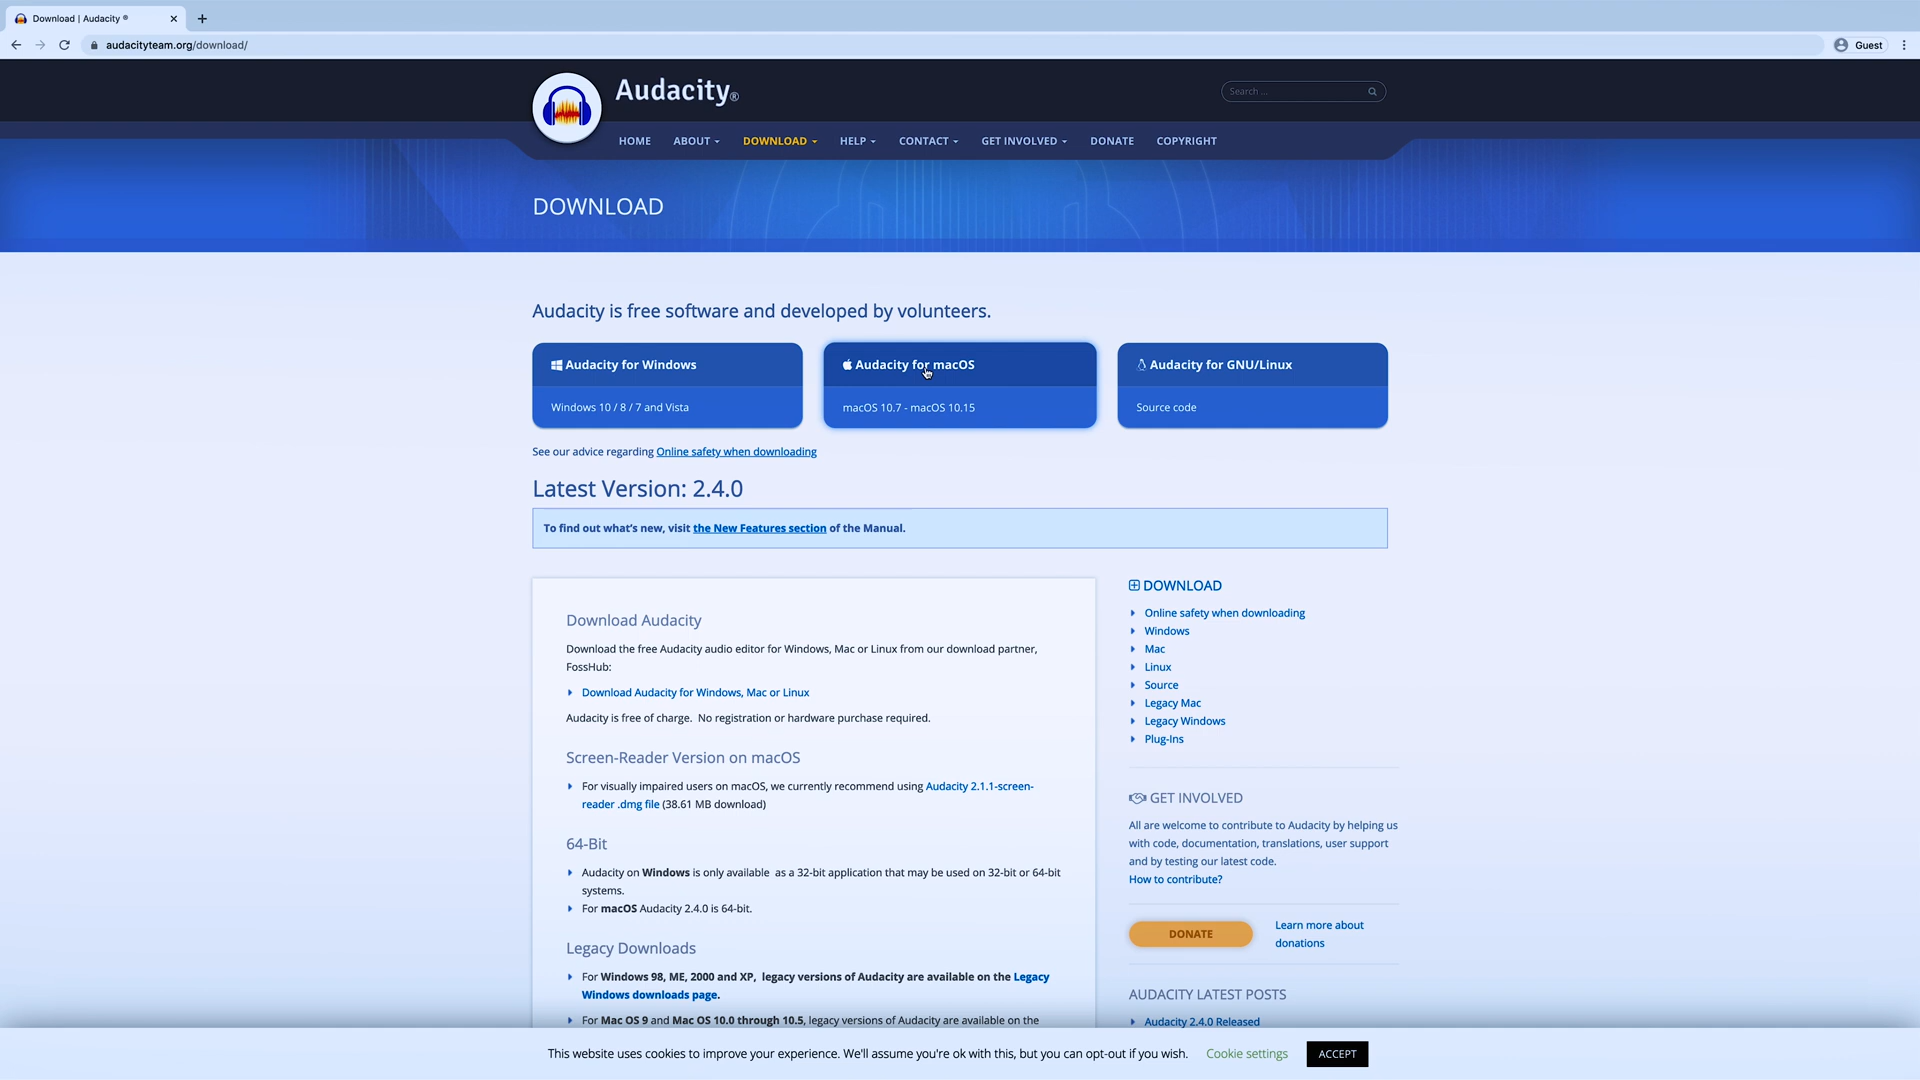 Download | Audacity ®
audacityteam.org/download/
Guest
Audacity®
Search ...
HOME ABOUT DOWNLOAD HELP CONTACT GET INVOLVED DONATE COPYRIGHT
DOWNLOAD
Audacity is free software and developed by volunteers.
Audacity for Windows
Windows 10 / 8 / 7 and Vista
Audacity for macOS
macOS 10.7 - macOS 10.15
Audacity for GNU/Linux
Source code
See our advice regarding Online safety when downloading
Latest Version: 2.4.0
To find out what's new, visit the New Features section of the Manual.
Download Audacity
Download the free Audacity audio editor for Windows, Mac or Linux from our download partner,
FossHub:
Download Audacity for Windows, Mac or Linux
Audacity is free of charge. No registration or hardware purchase required.
Screen-Reader Version on macOS
For visually impaired users on macOS, we currently recommend using Audacity 2.1.1-screen-
reader .dmg file (38.61 MB download)
64-Bit
Audacity on Windows is only available as a 32-bit application that may be used on 32-bit or 64-bit
systems.
For macOS Audacity 2.4.0 is 64-bit.
Legacy Downloads
For Windows 98, ME, 2000 and XP, legacy versions of Audacity are available on the Legacy
Windows downloads page.
For Mac OS 9 and Mac OS 10.0 through 10.5, legacy versions of Audacity are available on the
DOWNLOAD
Online safety when downloading
Windows
Mac
Linux
Source
Legacy Mac
Legacy Windows
Plug-Ins
GET INVOLVED
All are welcome to contribute to Audacity by helping us
with code, documentation, translations, user support
and by testing our latest code.
How to contribute?
DONATE
Learn more about
donations
AUDACITY LATEST POSTS
Audacity 2.4.0 Released
This website uses cookies to improve your experience. We'll assume you're ok with this, but you can opt-out if you wish. Cookie settings ACCEPT